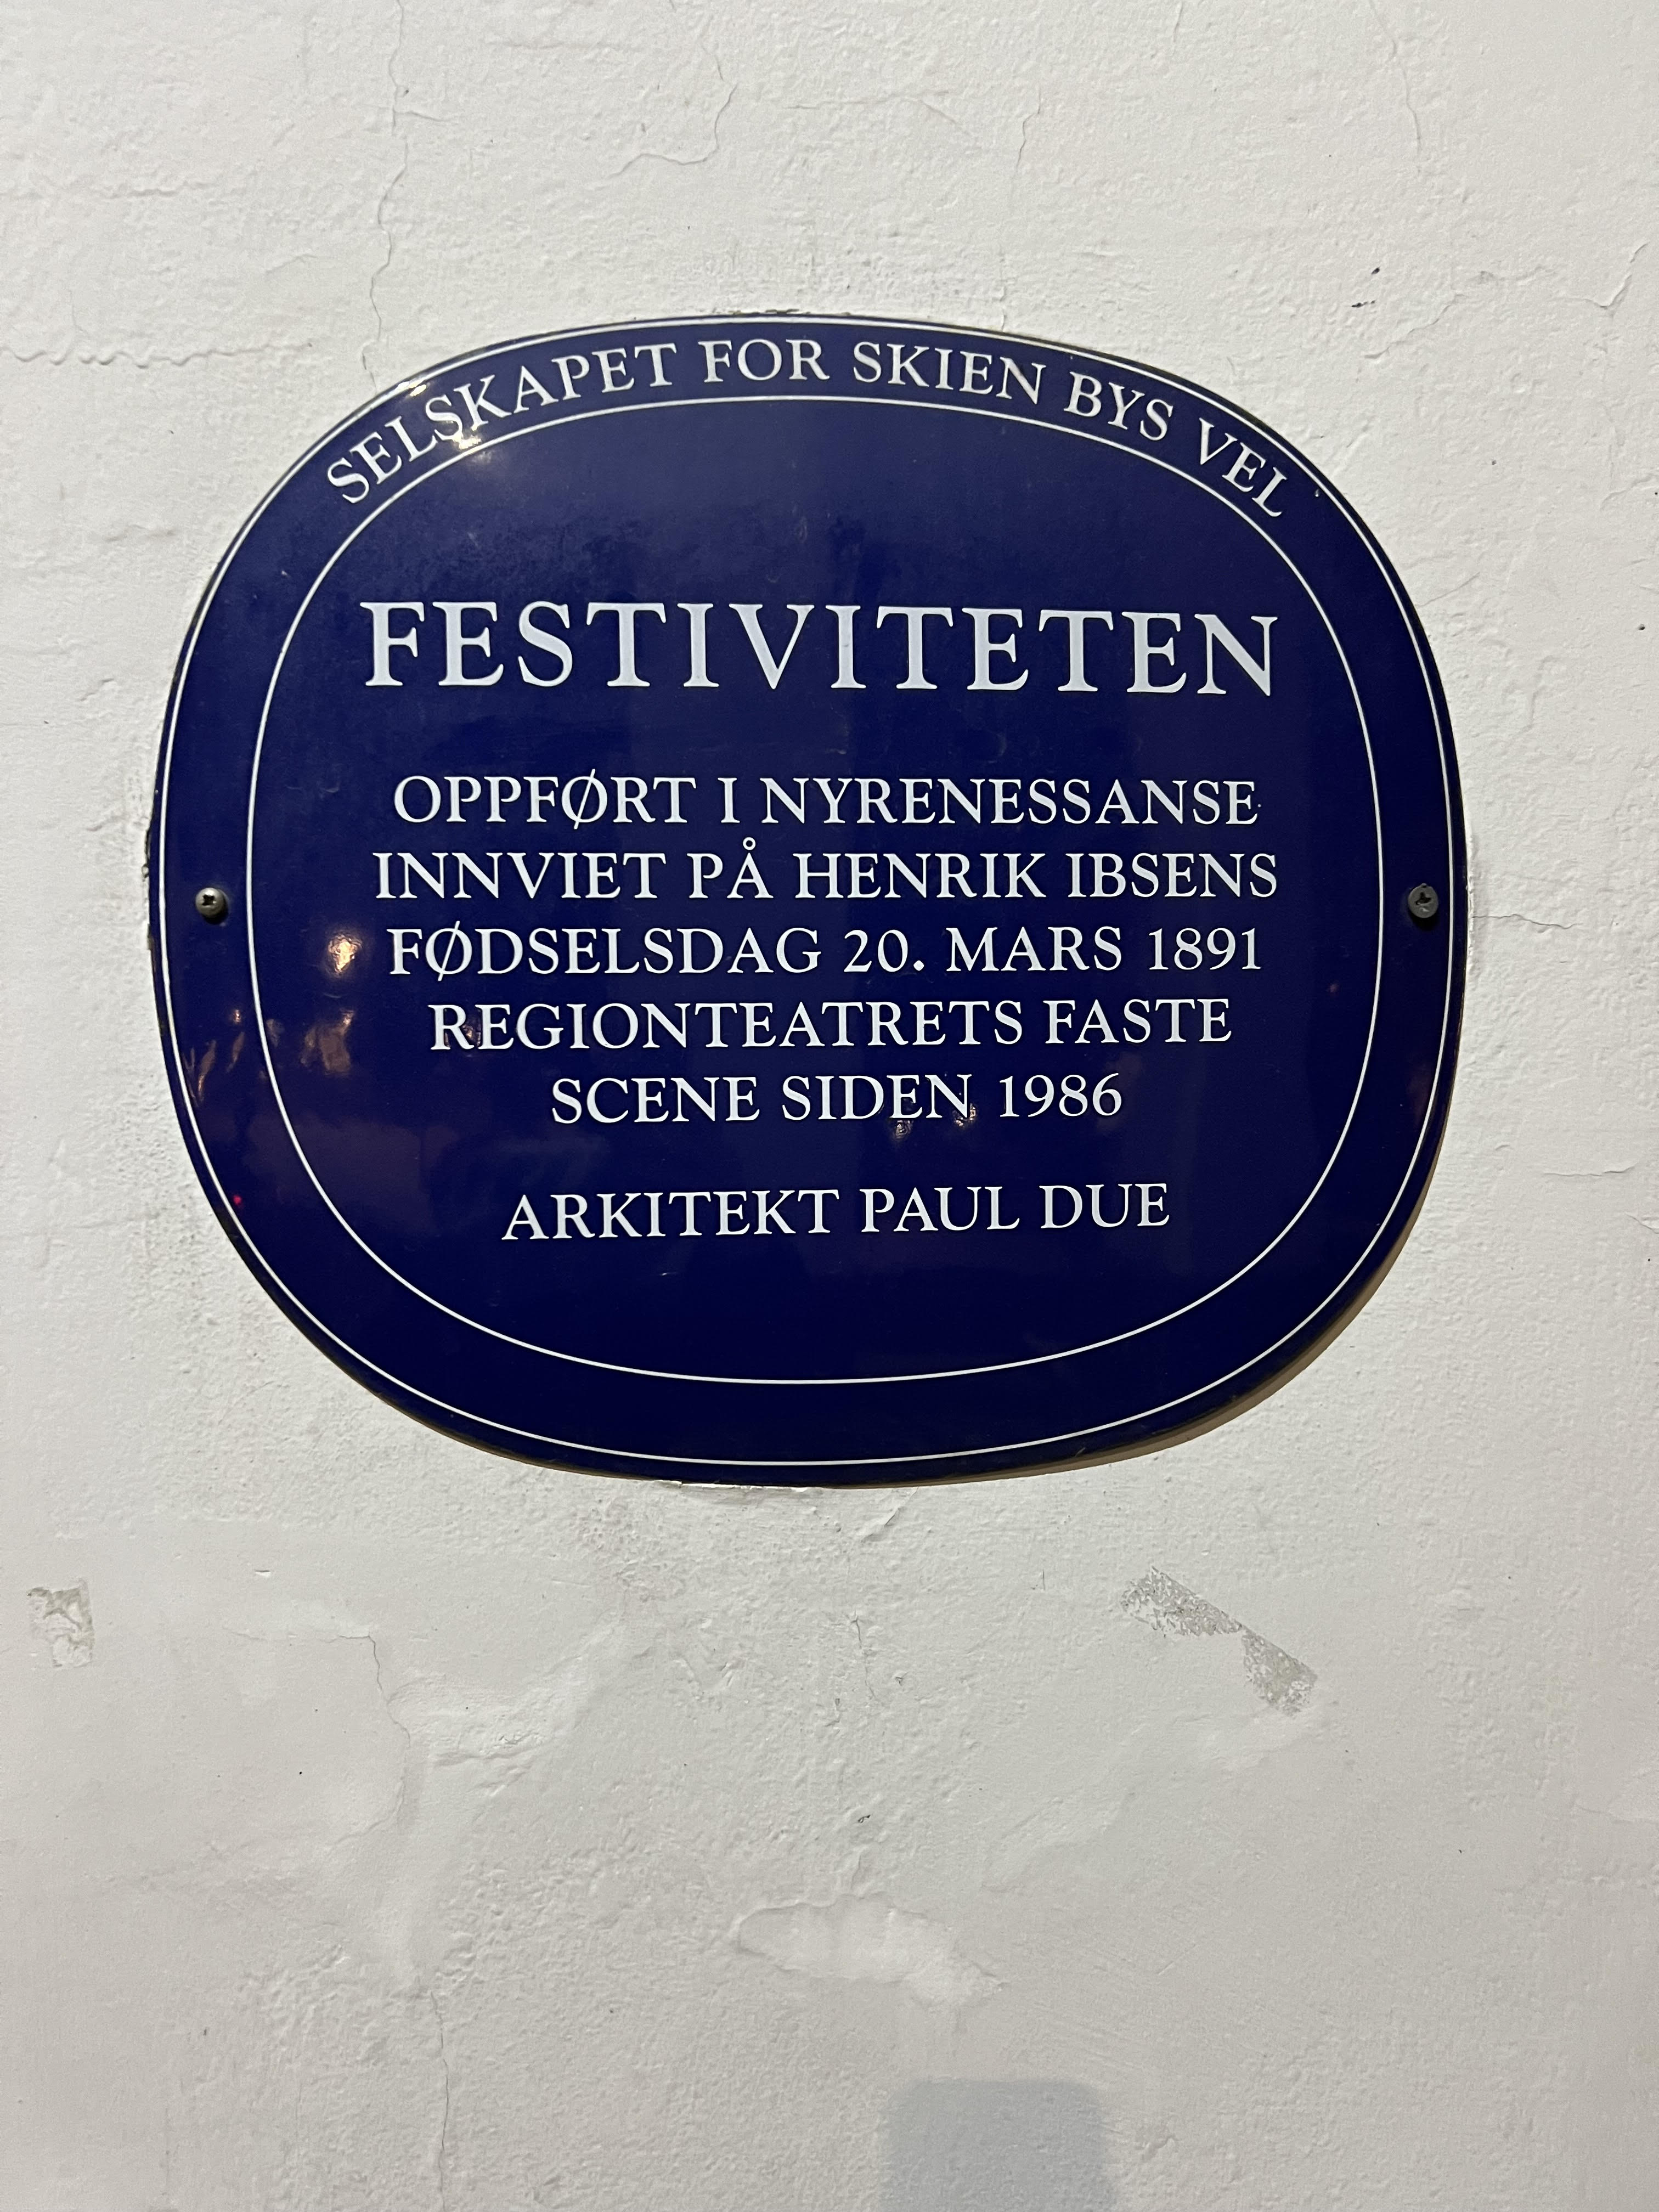 SELSKAPET FOR SKIEN BYS VEL
FESTIVITETEN
OPPFØRT I NYRENESSANSE
INNVIET PÅ HENRIK IBSENS
FØDSELSDAG 20. MARS 1891
REGIONTEATRETS FASTE
SCENE SIDEN 1986
ARKITEKT PAUL DUE